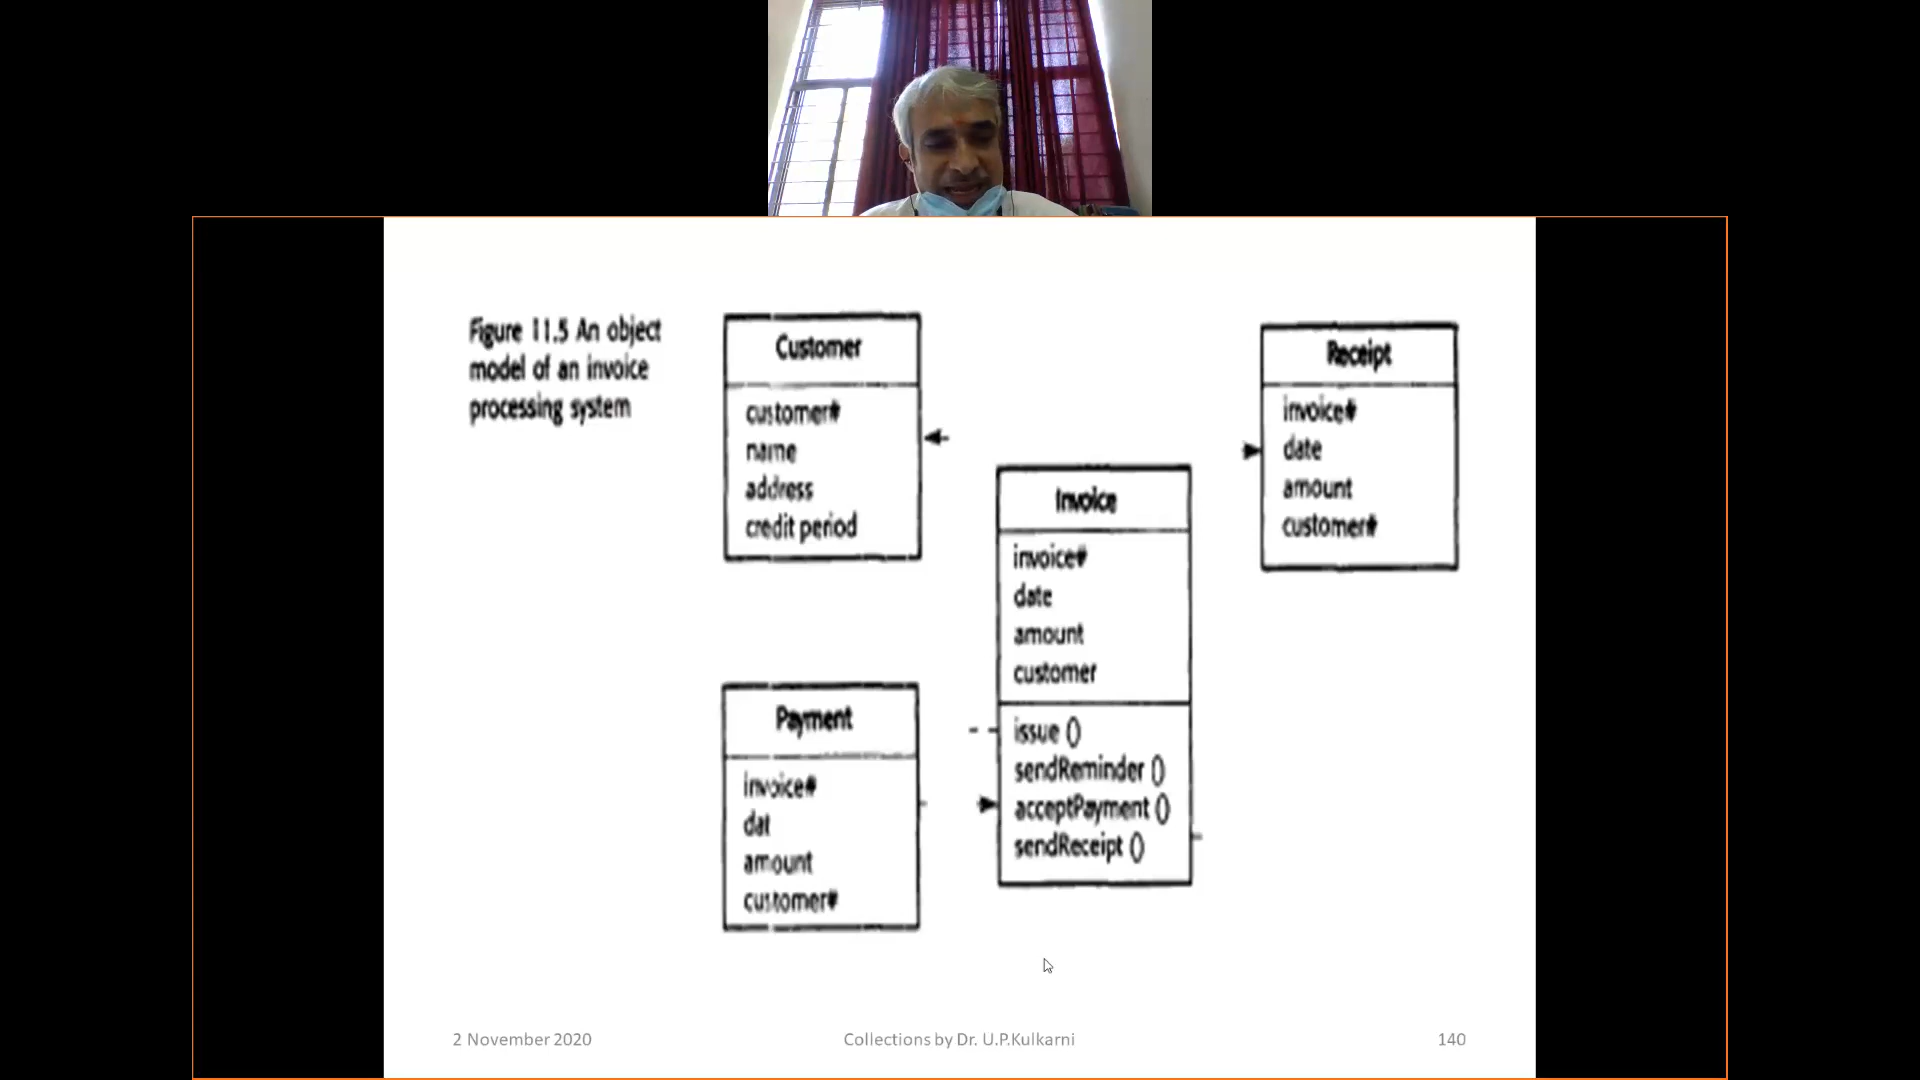 Figure 11.5 An object
model of an invoice
processing system
Customer
customer#
name
address
credit period
Receipt
invoice#
date
amount
customer#
Invoice
invoice#
date
amount
customer
issue ()
sendReminder ()
acceptPayment ()
sendReceipt ()
Payment
invoice#
dat
amount
customer#
2 November 2020
Collections by Dr. U.P.Kulkarni
140